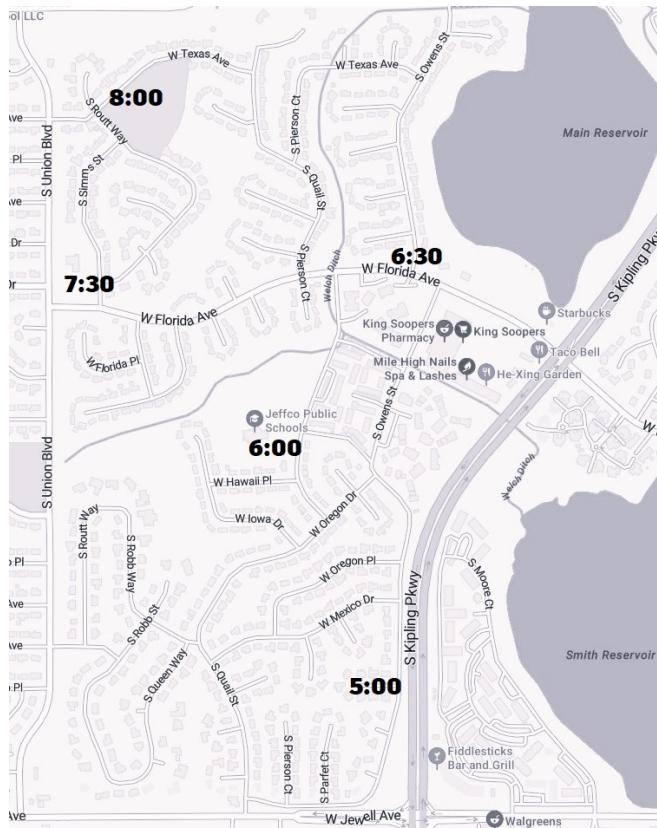 ol LLC
W Texas Ave
W Texas Ave
S Owens St
8:00
S Routt Way
Ave
S Pierson Ct
Main Reservoir
S Union Blvd
Pl
S Simms St
S Quail St
Ave
Dr
S Pierson Ct
6:30
W Florida Ave
7:30
Dr
Welch Ditch
S Kipling Pkwy
W Florida Ave
Starbucks
King Soopers
Pharmacy
King Soopers
Taco Bell
W Florida Pl
Mile High Nails
Spa & Lashes
He-Xing Garden
S Owens St
Jeffco Public
Schools
W
6:00
S Union Blvd
Welch Ditch
W Hawaii Pl
W Iowa Dr
W Oregon Dr
S Routt Way
S Robb Way
Pl
W Oregon Pl
S Moore Ct
S Kipling Pkwy
Ave
S Robb St
W Mexico Dr
Ave
Smith Reservoir
S Queen Way
S Quail St
5:00
Pl
S Pierson Ct
S Parfet Ct
Fiddlesticks
Bar and Grill
Ave
W Jewell Ave
Walgreens